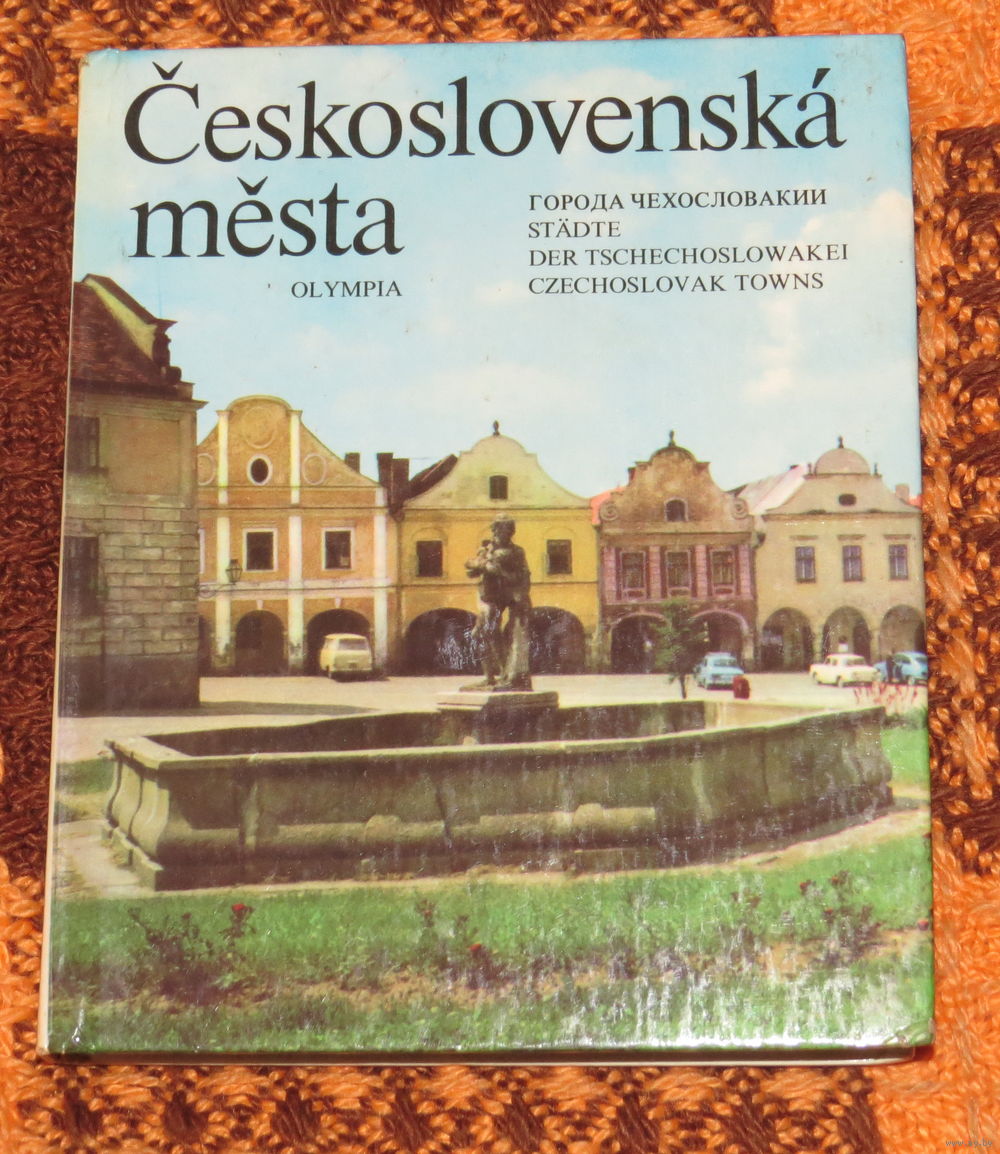 Československá
města
OLYMPIA
ГОРОДА ЧЕХОСЛОВАКИИ
STÄDTE
DER TSCHECHOSLOWAKEI
CZECHOSLOVAK TOWNS